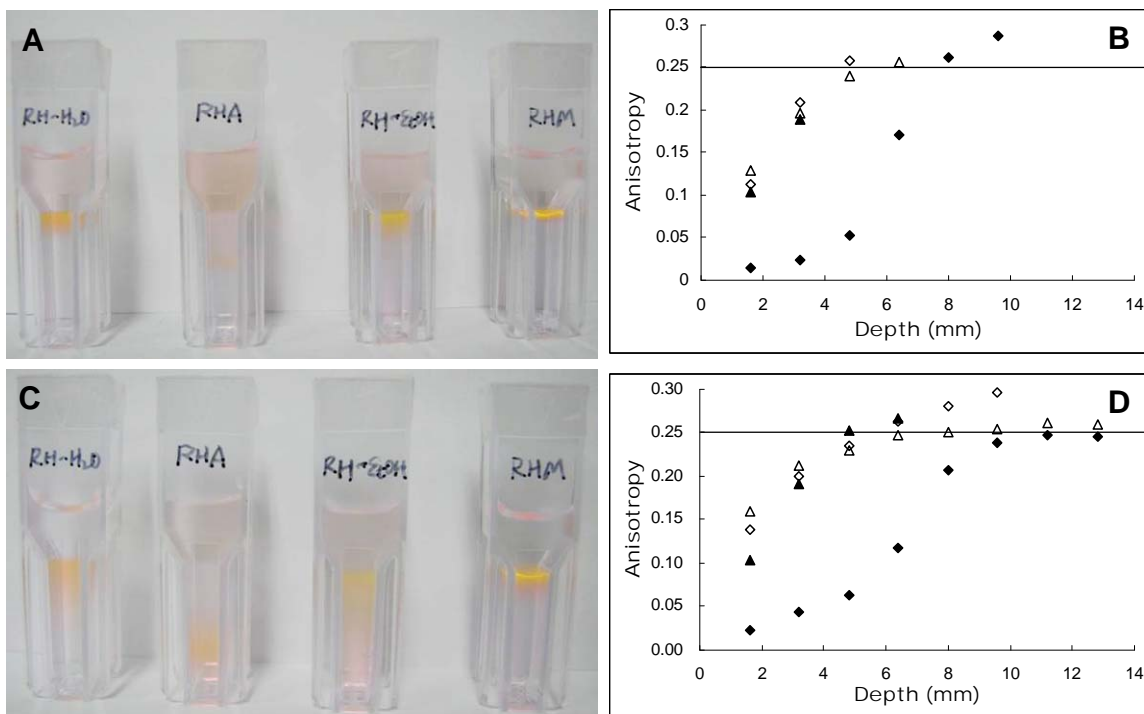 A
RH-H2O
RHA
RH-EtOH
RHM
B
0.3
0.25
0.2
0.15
0.1
0.05
0
Anisotropy
0 2 4 6 8 10 12 14
Depth (mm)
C
RH-H2O
RHA
RH-EtOH
RHM
D
0.30
0.25
0.20
0.15
0.10
0.05
0.00
Anisotropy
0 2 4 6 8 10 12 14
Depth (mm)